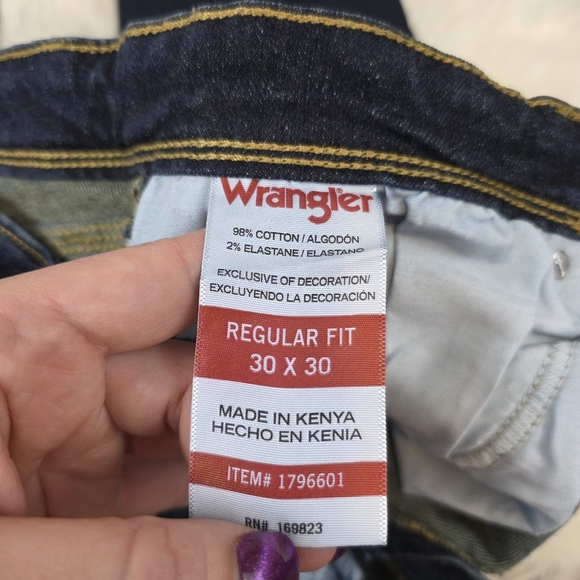 Wrangler
98% COTTON / ALGODÓN
2% ELASTANE / ELASTANO
EXCLUSIVE OF DECORATION/
EXCLUYENDO LA DECORACIÓN
REGULAR FIT
30 X 30
MADE IN KENYA
HECHO EN KENIA
ITEM# 1796601
RN# 169823